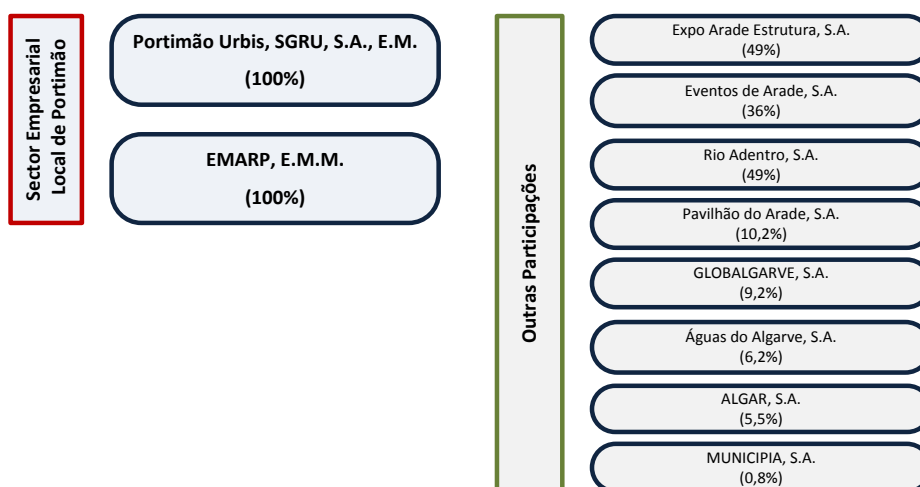 Sector Empresarial
Local de Portimão
Portimão Urbis, SGRU, S.A., E.M.
(100%)
EMARP, E.M.M.
(100%)
Outras Participações
Expo Arade Estrutura, S.A.
(49%)
Eventos de Arade, S.A.
(36%)
Rio Adentro, S.A.
(49%)
Pavilhão do Arade, S.A.
(10,2%)
GLOBALGARVE, S.A.
(9,2%)
Águas do Algarve, S.A.
(6,2%)
ALGAR, S.A.
(5,5%)
MUNICIPIA, S.A.
(0,8%)